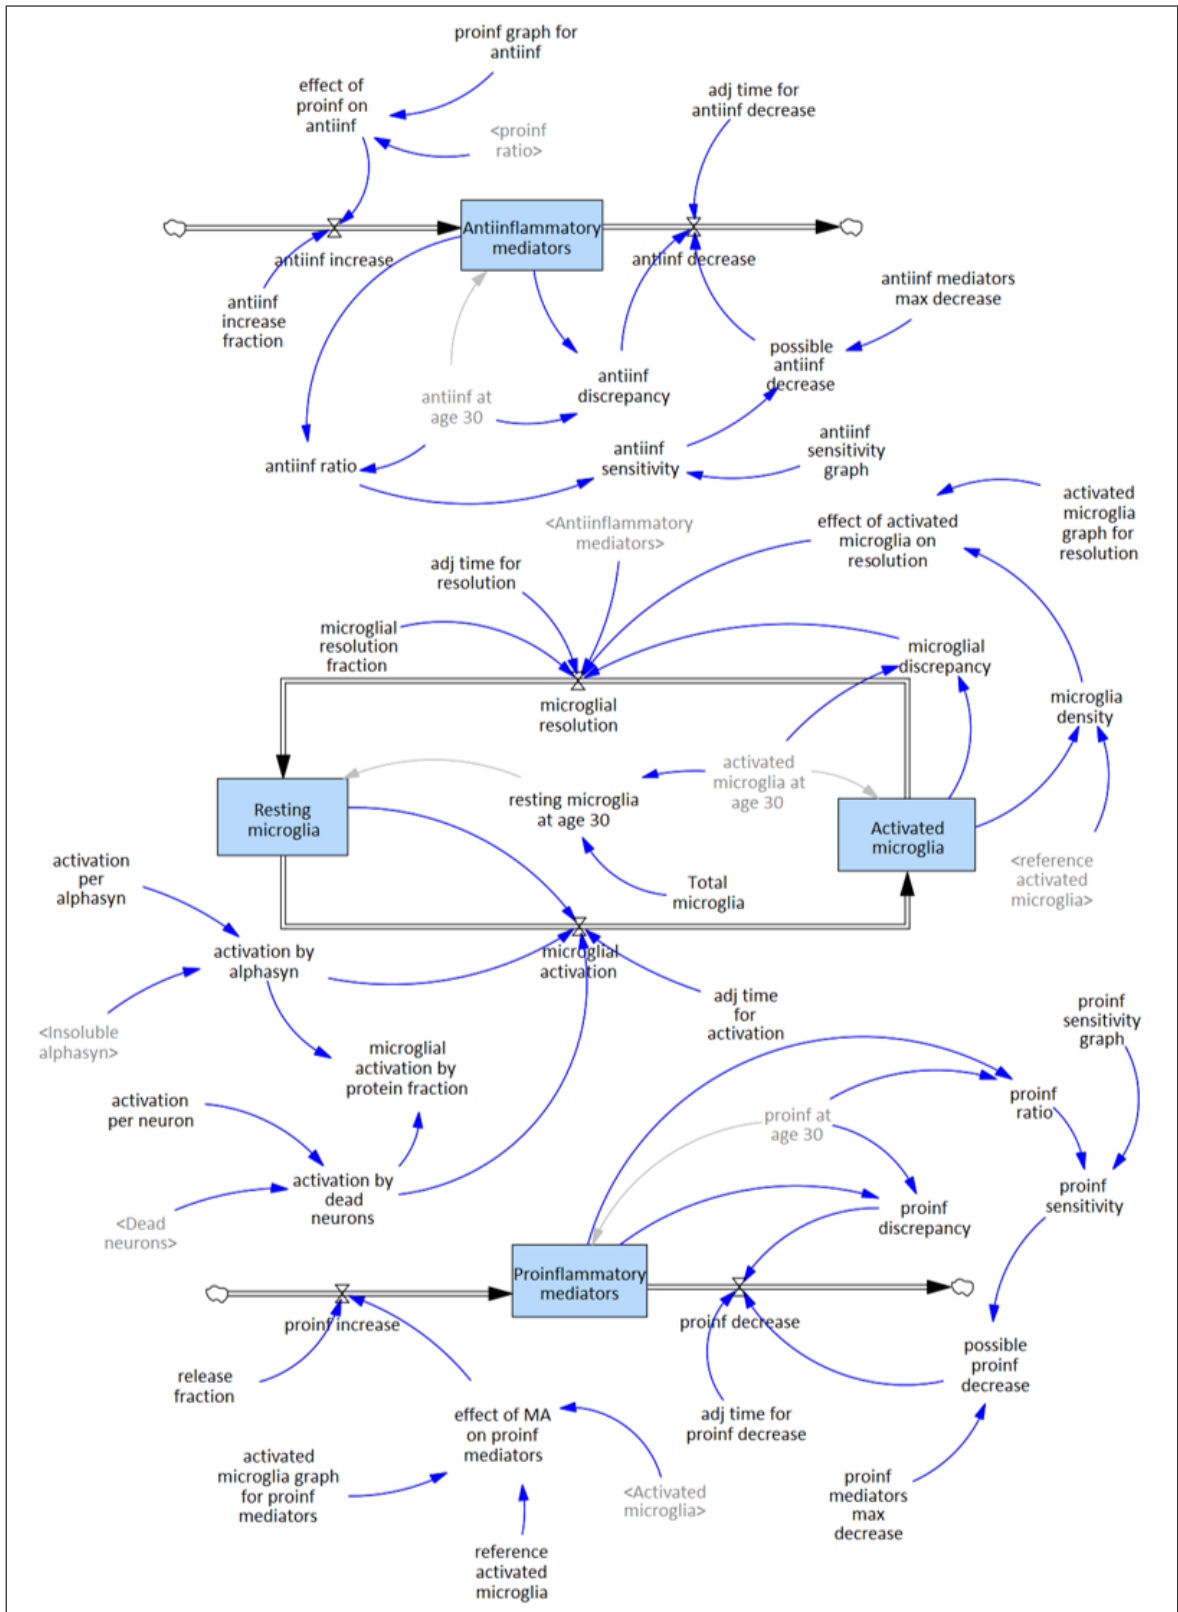 proinf graph for
antiinf
effect of
proinf on
antiinf
<proinf
ratio>
adj time for
antiinf decrease
Antiinflammatory
mediators
antiinf increase
antiinf decrease
antiinf
increase
fraction
antiinf mediators
max decrease
possible
antiinf
decrease
antiinf
discrepancy
antiinf at
age 30
antiinf ratio
antiinf
sensitivity
antiinf
sensitivity
graph
<Antiinflammatory
mediators>
effect of activated
microglia on
resolution
activated
microglia
graph for
resolution
adj time for
resolution
microglial
resolution
fraction
microglial
discrepancy
microglial
resolution
microglia
density
activated
microglia at
age 30
resting microglia
at age 30
Resting
microglia
Activated
microglia
Total
microglia
<reference
activated
microglia>
activation
per
alphasyn
activation by
alphasyn
microglial
activation
<Insoluble
alphasyn>
adj time
for
activation
proinf
sensitivity
graph
microglial
activation by
protein fraction
activation
per neuron
proinf at
age 30
proinf
ratio
activation by
dead
neurons
<Dead
neurons>
proinf
discrepancy
proinf
sensitivity
Proinflammatory
mediators
proinf increase
proinf decrease
release
fraction
possible
proinf
decrease
effect of MA
on proinf
mediators
adj time for
proinf decrease
activated
microglia graph
for proinf
mediators
<Activated
microglia>
proinf
mediators
max
decrease
reference
activated
microglia